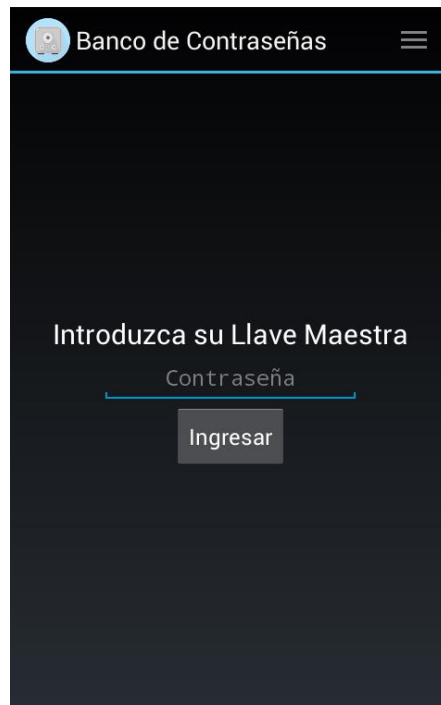 Banco de Contraseñas
Introduzca su Llave Maestra
Contraseña
Ingresar